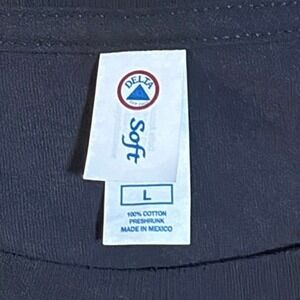 DELTA
Soft
L
100% COTTON
PRESHRUNK
MADE IN MEXICO